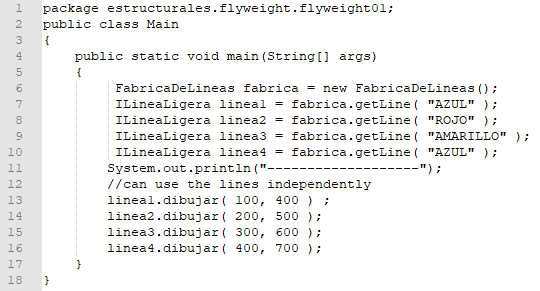 1 package estructurales.flyweight.flyweight01;
2 public class Main
3 {
4 public static void main(String[] args)
5 {
6 FabricaDeLineas fabrica = new FabricaDeLineas();
7 ILineaLigera linea1 = fabrica.getLine( "AZUL" );
8 ILineaLigera linea2 = fabrica.getLine( "ROJO" );
9 ILineaLigera linea3 = fabrica.getLine( "AMARILLO" );
10 ILineaLigera linea4 = fabrica.getLine( "AZUL" );
11 System.out.println("-------------------");
12 //can use the lines independently
13 linea1.dibujar( 100, 400 ) ;
14 linea2.dibujar( 200, 500 );
15 linea3.dibujar( 300, 600 );
16 linea4.dibujar( 400, 700 );
17 }
18 }